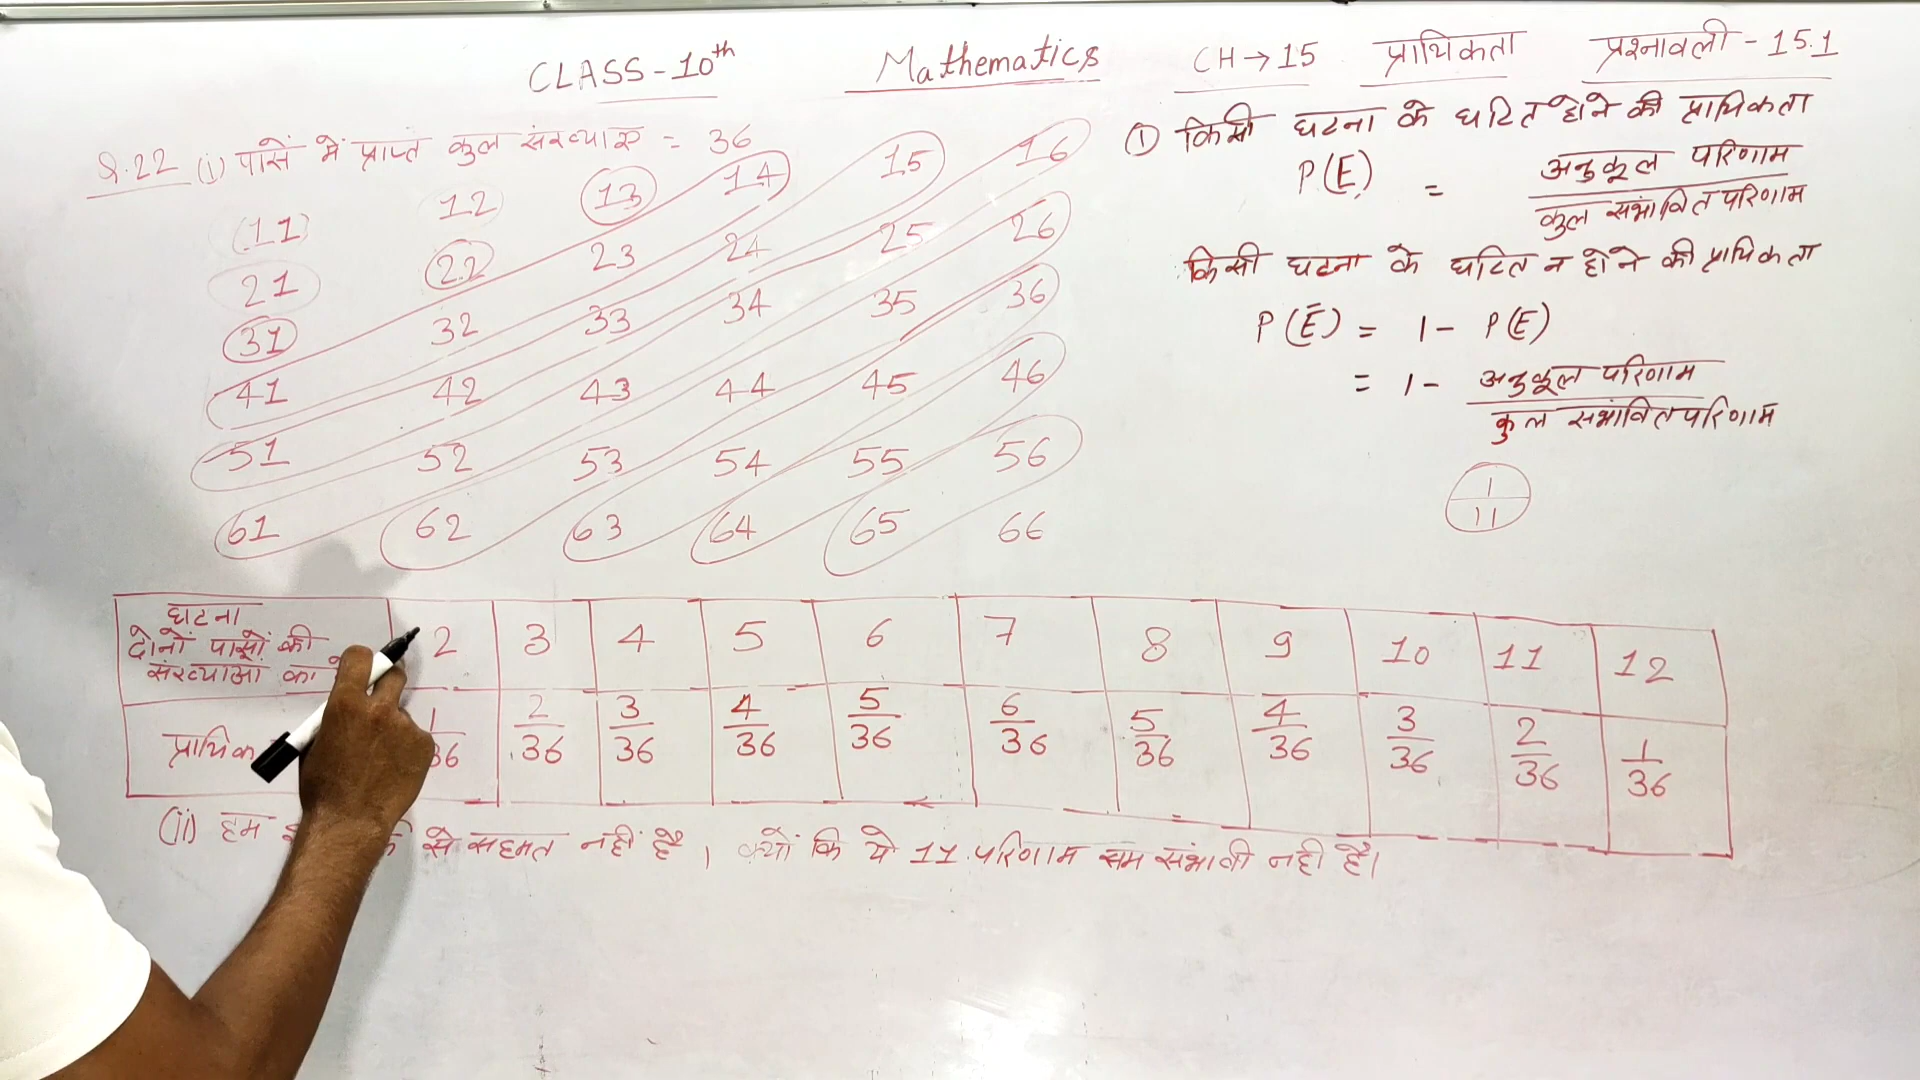 CLASS-10th Mathematics CH→15 प्रायिकता प्रश्नावली-15.1
Q.22 (i) पासे में प्राप्त कुल संख्याएँ = 36
(11) 12 13 14 15 16
21 22 23 24 25 26
31 32 33 34 35 36
41 42 43 44 45 46
51 52 53 54 55 56
61 62 63 64 65 66
① किसी घटना के घटित होने की प्रायिकता
P(E) = अनुकूल परिणाम
कुल संभावित परिणाम
किसी घटना के घटित न होने की प्रायिकता
P(Ē) = 1 - P(E)
= 1 - अनुकूल परिणाम
कुल संभावित परिणाम
1
11
घटना
दोनों पासों की
संख्याओं का
2 3 4 5 6 7 8 9 10 11 12
1/36 2/36 3/36 4/36 5/36 6/36 5/36 4/36 3/36 2/36 1/36
(ii) हम से सहमत नहीं है, क्यों कि ये 11 परिणाम सम संभावी नही हैं।